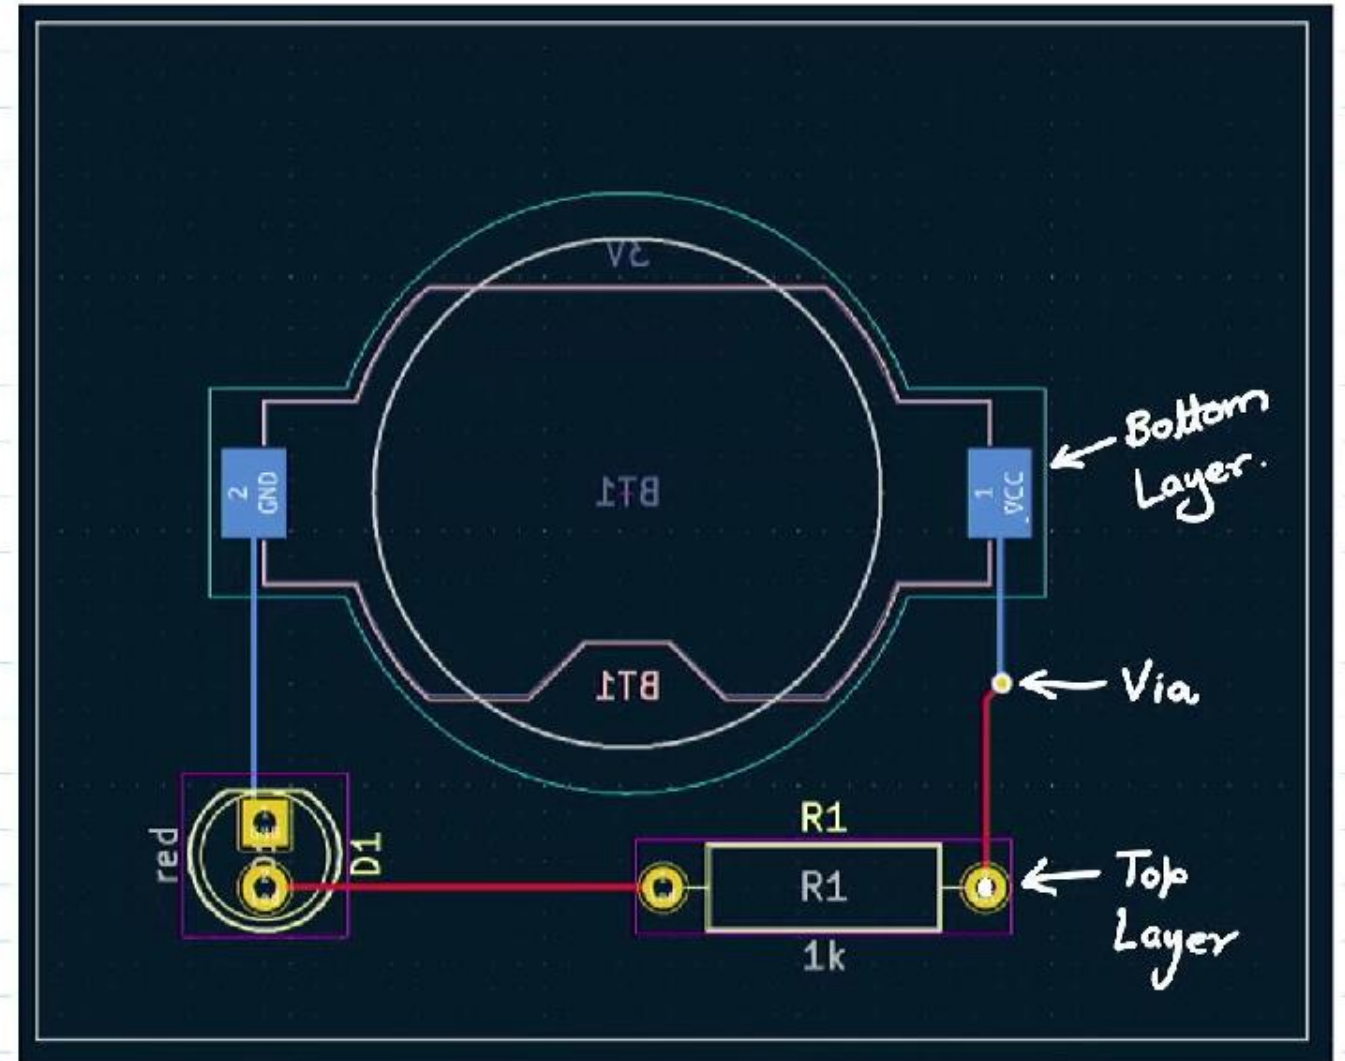 3V
Bottom
Layer.
2
GND
BT1
1
VCC
BT1
Via
R1
red
D1
R1
Top
Layer
1k